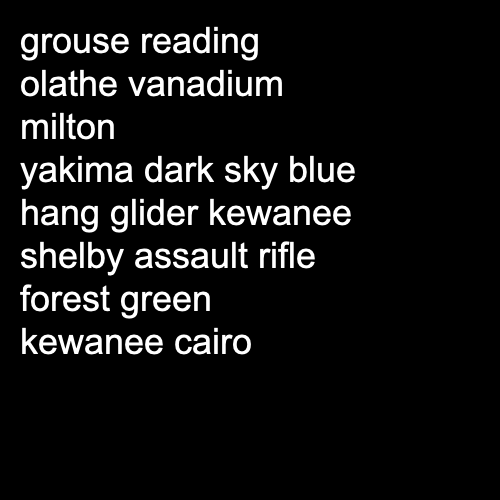 grouse reading
olathe vanadium
milton
yakima dark sky blue
hang glider kewanee
shelby assault rifle
forest green
kewanee cairo